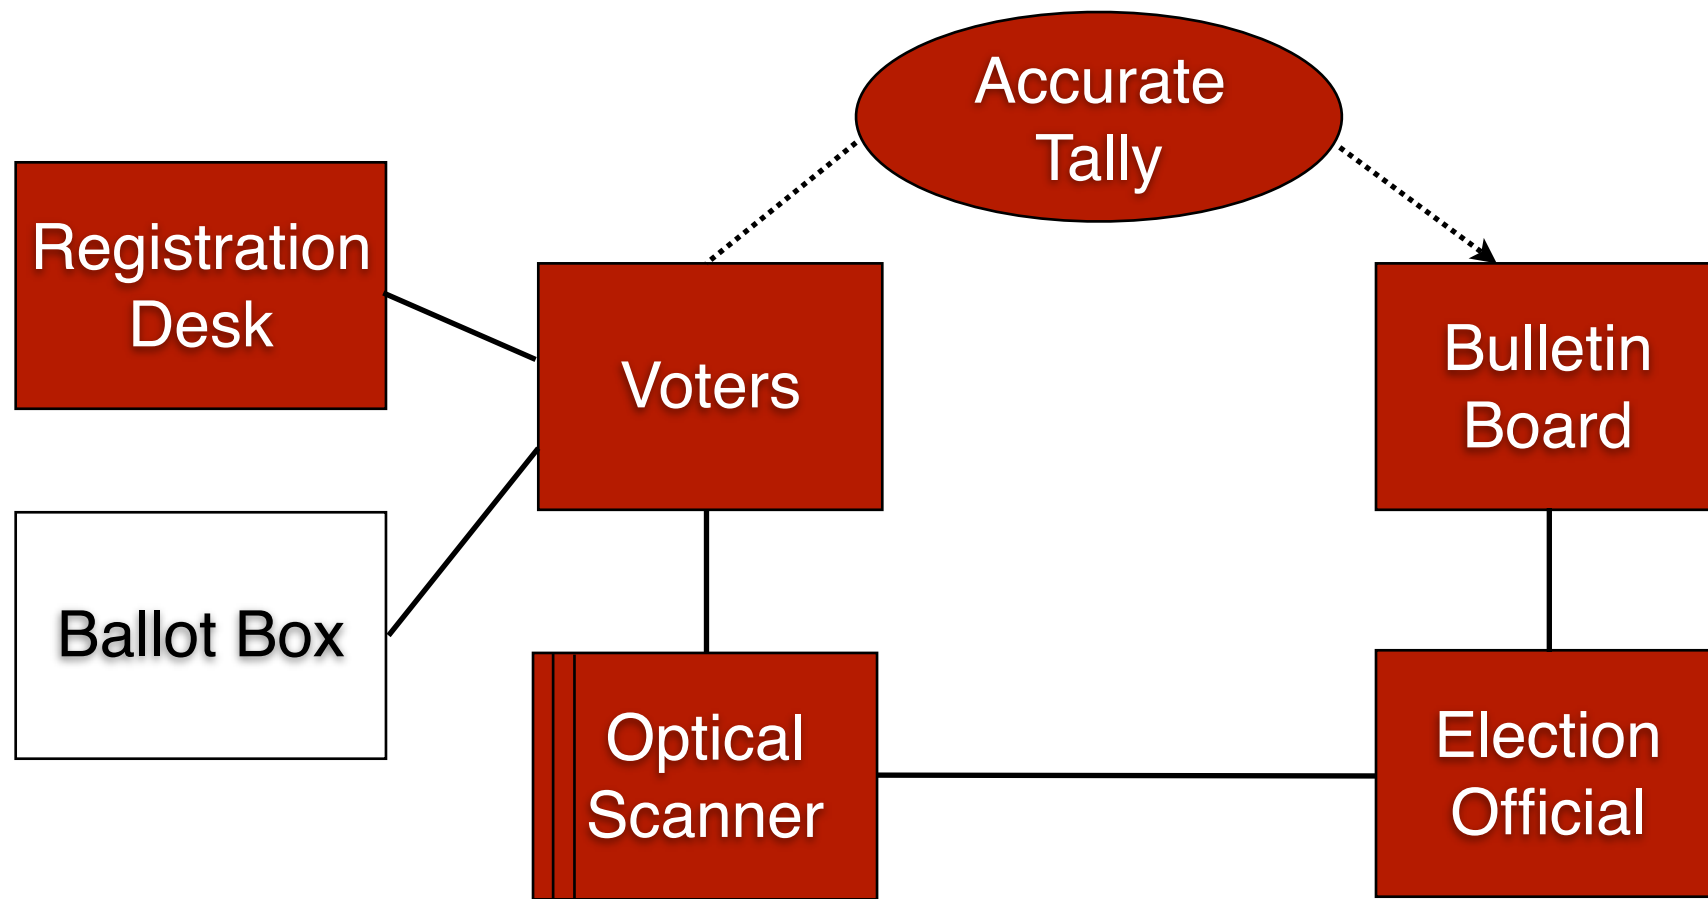 Accurate
Tally
Registration
Desk
Voters
Bulletin
Board
Ballot Box
Optical
Scanner
Election
Official